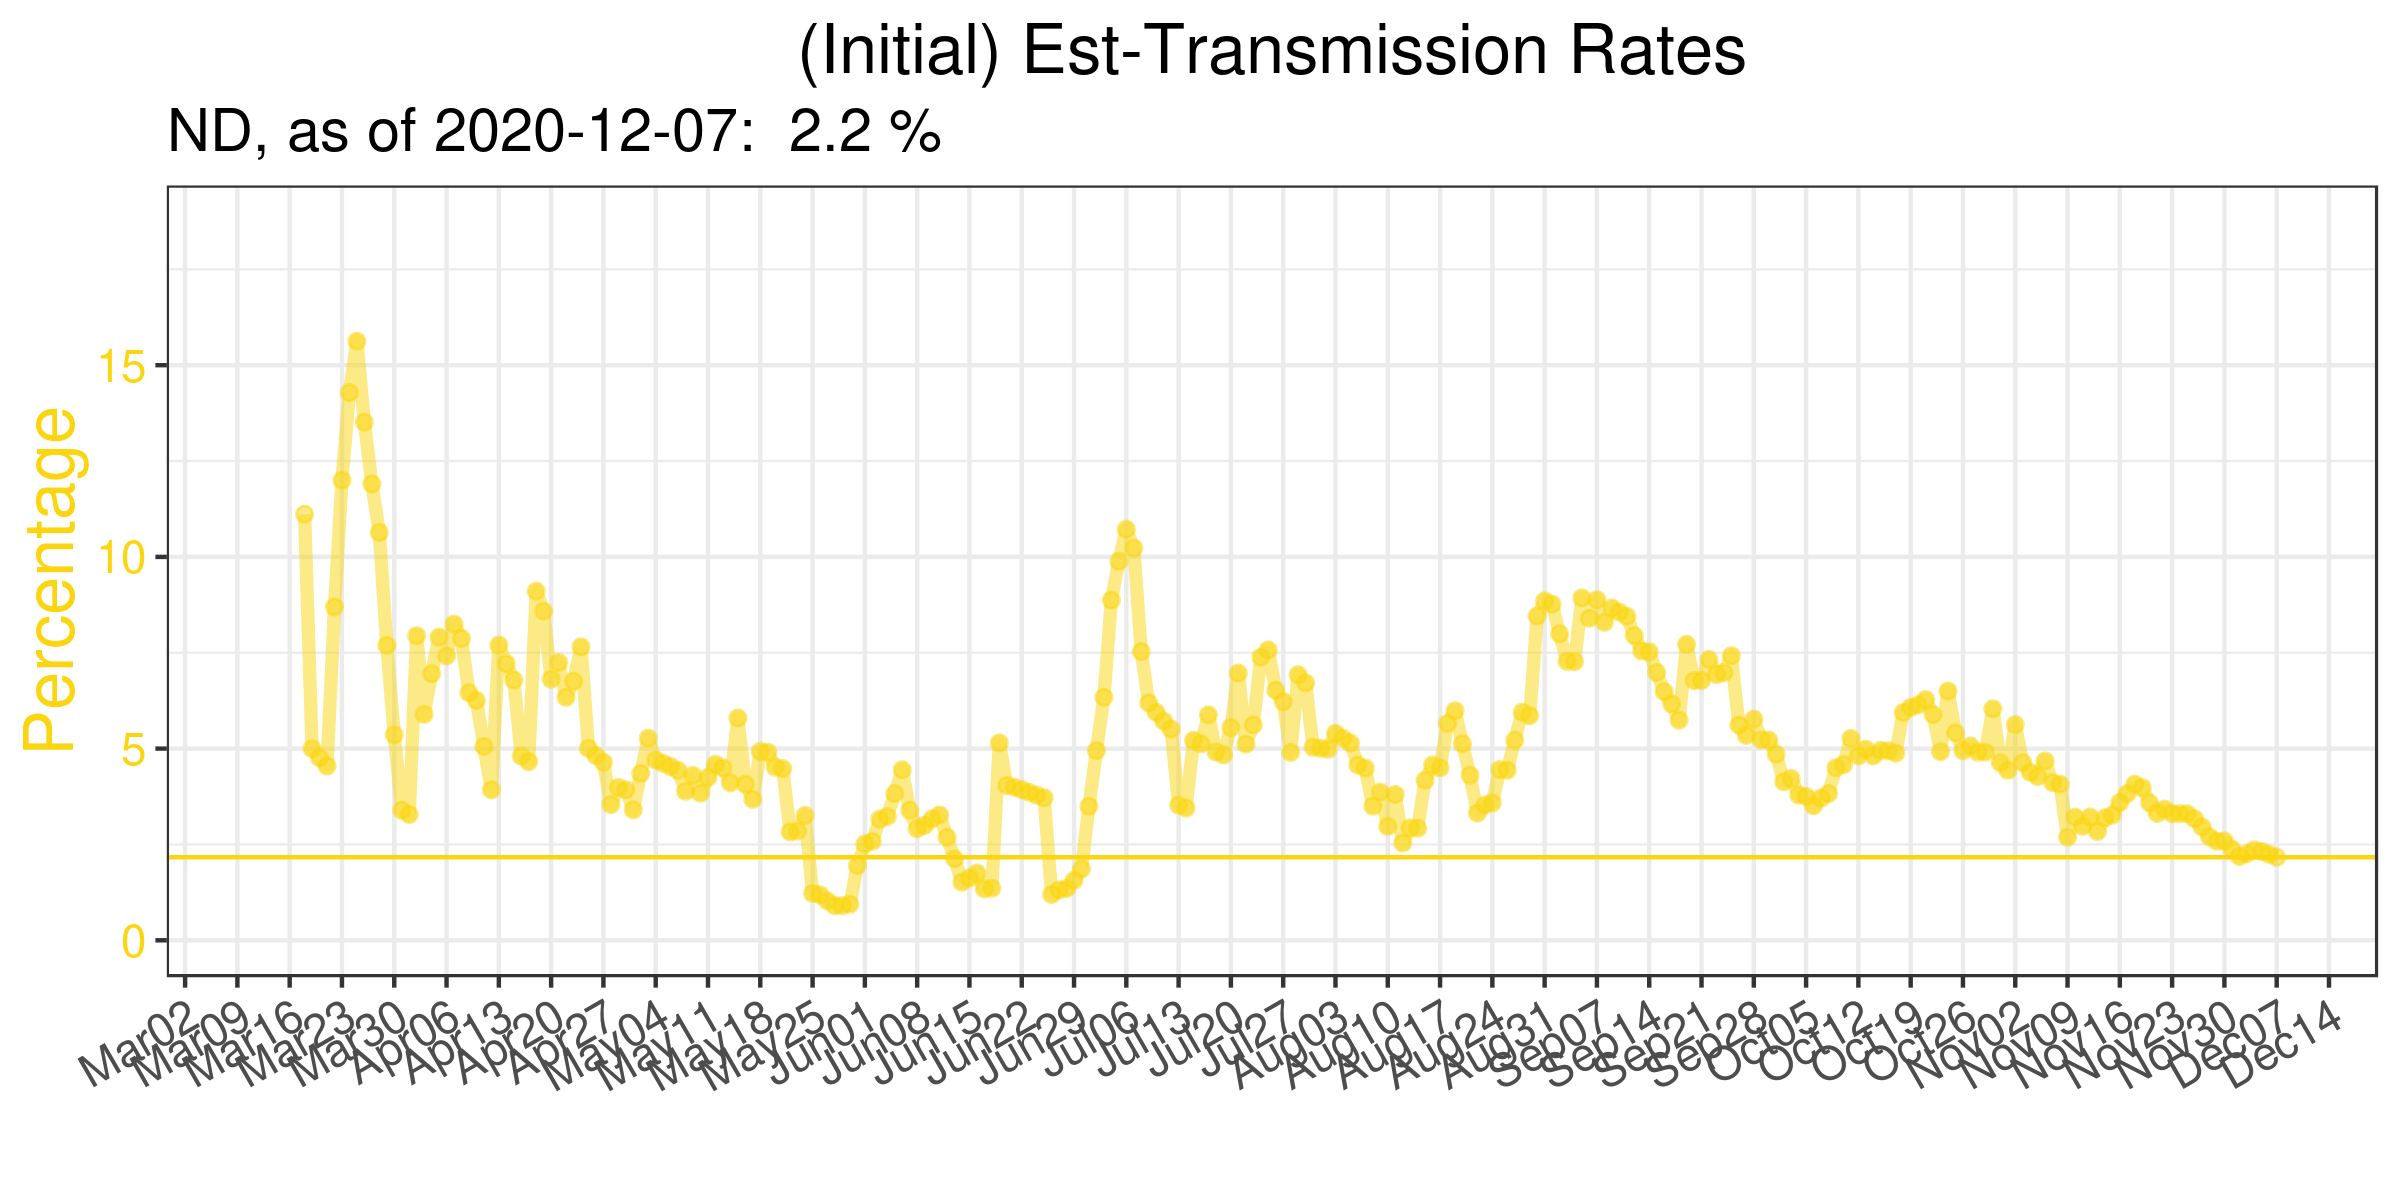 (Initial) Est-Transmission Rates
ND, as of 2020-12-07:  2.2 %
Percentage
15
10
5
0
Mar02
Mar09
Mar16
Mar23
Mar30
Apr06
Apr13
Apr20
Apr27
May04
May11
May18
May25
Jun01
Jun08
Jun15
Jun22
Jun29
Jul06
Jul13
Jul20
Jul27
Aug03
Aug10
Aug17
Aug24
Aug31
Sep07
Sep14
Sep21
Sep28
Oct05
Oct12
Oct19
Oct26
Nov02
Nov09
Nov16
Nov23
Nov30
Dec07
Dec14